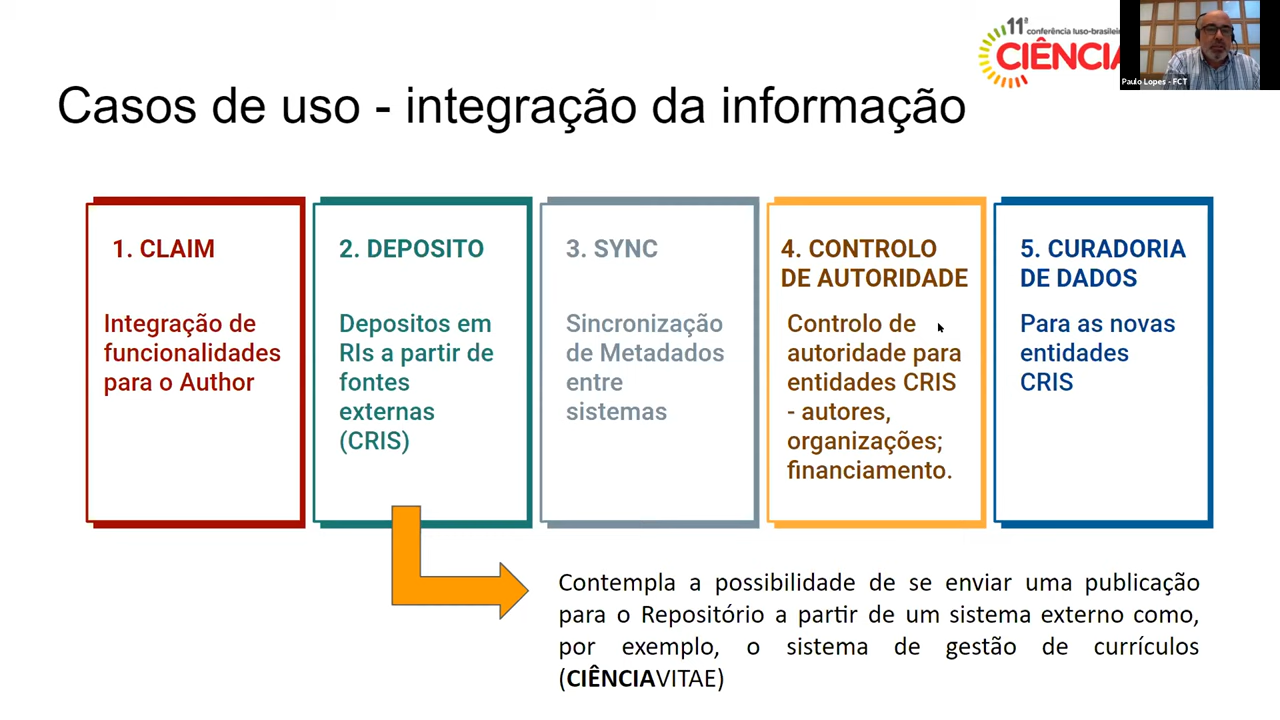 11ª conferência luso-brasileir
CIÊNCIA
Paulo Lopes - FCT
Casos de uso - integração da informação
1. CLAIM
Integração de
funcionalidades
para o Author
2. DEPOSITO
Depositos em
RIs a partir de
fontes
externas
(CRIS)
3. SYNC
Sincronização
de Metadados
entre
sistemas
4. CONTROLO
DE AUTORIDADE
Controlo de
autoridade para
entidades CRIS
- autores,
organizações;
financiamento.
5. CURADORIA
DE DADOS
Para as novas
entidades
CRIS
Contempla a possibilidade de se enviar uma publicação
para o Repositório a partir de um sistema externo como,
por exemplo, o sistema de gestão de currículos
(CIÊNCIAVITAE)